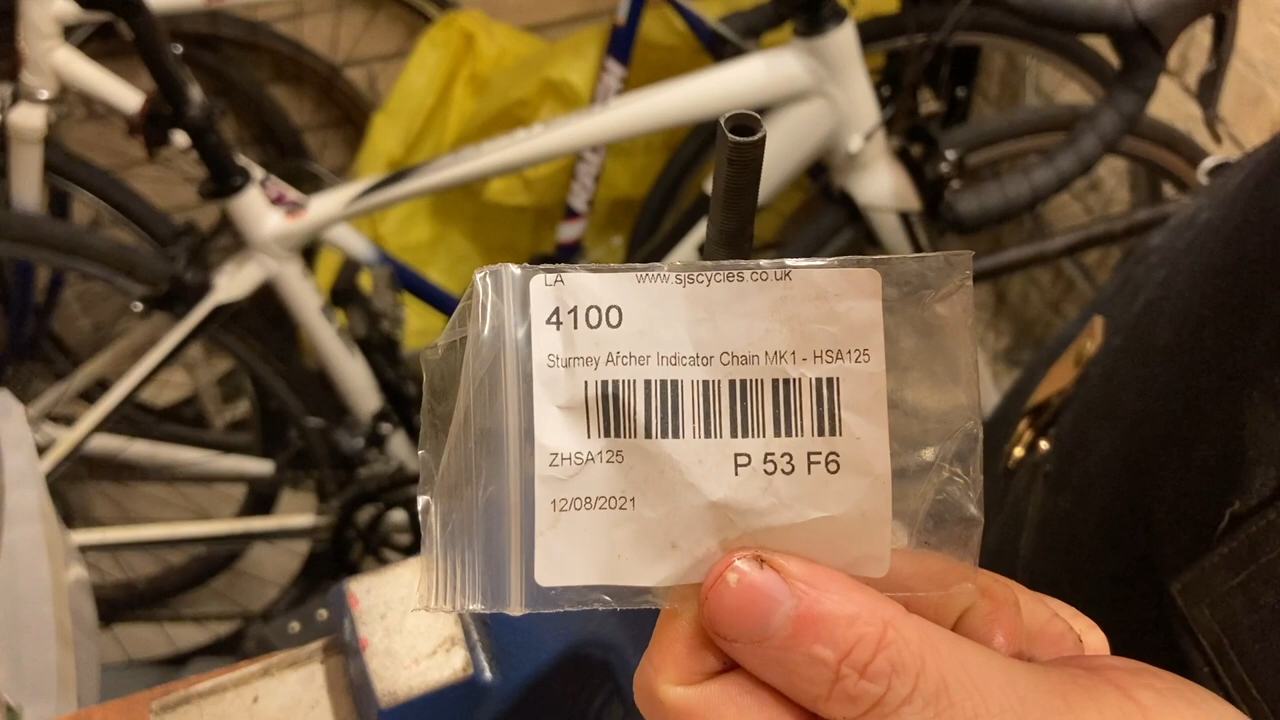 LA www.sjscycles.co.uk
4100
Sturmey Archer Indicator Chain MK1 - HSA125
ZHSA125 P 53 F6
12/08/2021